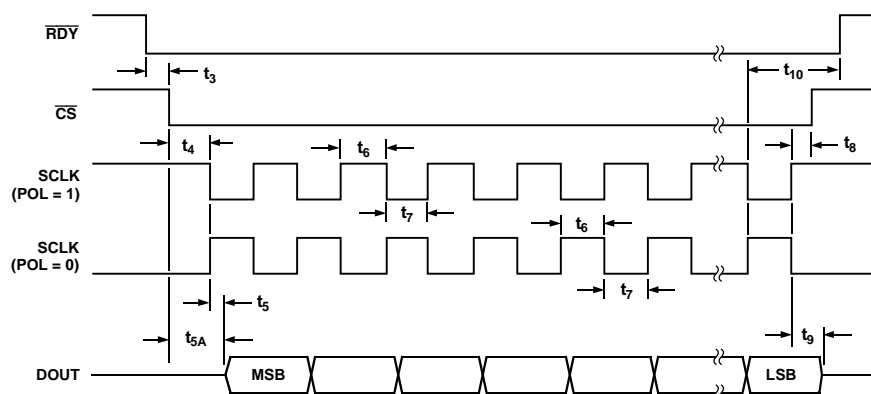 RDY
t3
t10
CS
t4
t6
t8
SCLK
(POL = 1)
t7
t6
SCLK
(POL = 0)
t7
t5
t5A
t9
DOUT
MSB
LSB